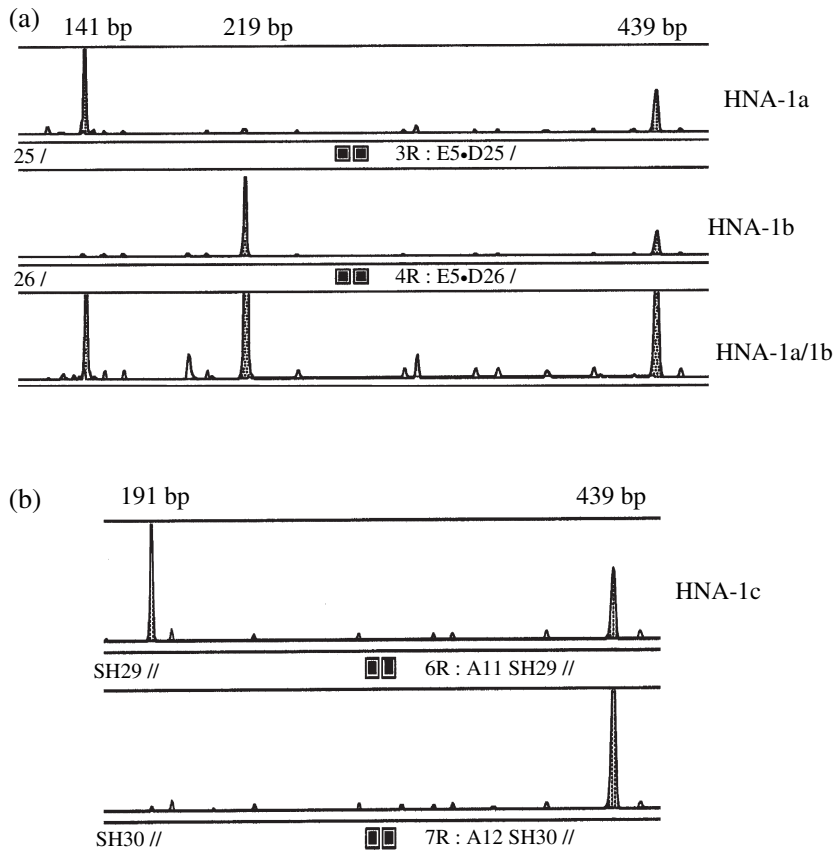 (a)
141 bp 219 bp 439 bp
HNA-1a
25 / 3R : E5•D25 /
HNA-1b
26 / 4R : E5•D26 /
HNA-1a/1b
(b)
191 bp 439 bp
HNA-1c
SH29 // 6R : A11 SH29 //
SH30 // 7R : A12 SH30 //